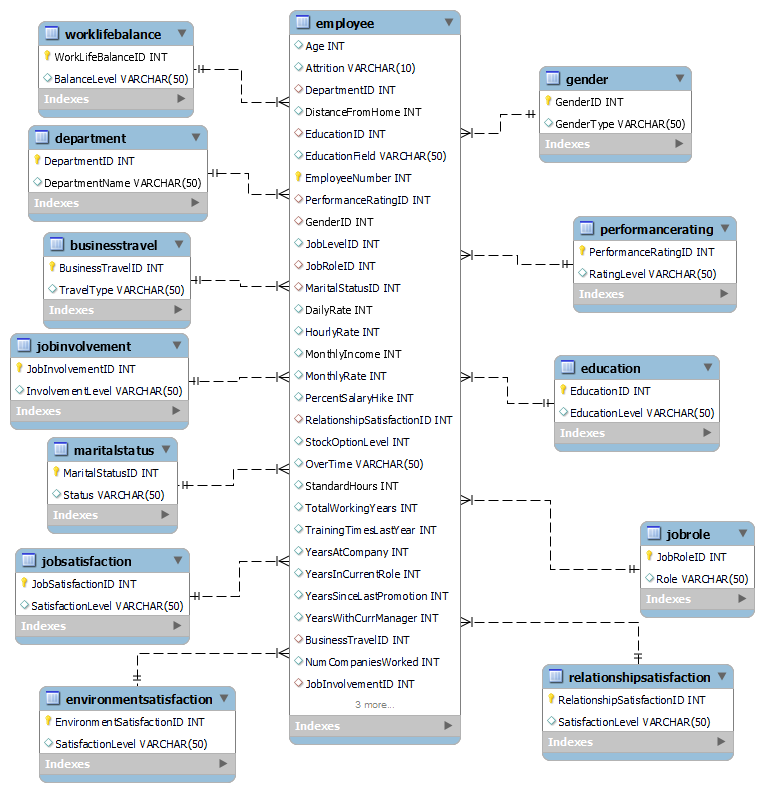 worklifebalance
WorkLifeBalanceID INT
BalanceLevel VARCHAR(50)
Indexes
department
DepartmentID INT
DepartmentName VARCHAR(50)
Indexes
businesstravel
BusinessTravelID INT
TravelType VARCHAR(50)
Indexes
jobinvolvement
JobInvolvementID INT
InvolvementLevel VARCHAR(50)
Indexes
maritalstatus
MaritalStatusID INT
Status VARCHAR(50)
Indexes
jobsatisfaction
JobSatisfactionID INT
SatisfactionLevel VARCHAR(50)
Indexes
environmentsatisfaction
EnvironmentSatisfactionID INT
SatisfactionLevel VARCHAR(50)
Indexes
employee
Age INT
Attrition VARCHAR(10)
DepartmentID INT
DistanceFromHome INT
EducationID INT
EducationField VARCHAR(50)
EmployeeNumber INT
PerformanceRatingID INT
GenderID INT
JobLevelID INT
JobRoleID INT
MaritalStatusID INT
DailyRate INT
HourlyRate INT
MonthlyIncome INT
MonthlyRate INT
PercentSalaryHike INT
RelationshipSatisfactionID INT
StockOptionLevel INT
OverTime VARCHAR(50)
StandardHours INT
TotalWorkingYears INT
TrainingTimesLastYear INT
YearsAtCompany INT
YearsInCurrentRole INT
YearsSinceLastPromotion INT
YearsWithCurrManager INT
BusinessTravelID INT
NumCompaniesWorked INT
JobInvolvementID INT
3 more...
Indexes
gender
GenderID INT
GenderType VARCHAR(50)
Indexes
performancerating
PerformanceRatingID INT
RatingLevel VARCHAR(50)
Indexes
education
EducationID INT
EducationLevel VARCHAR(50)
Indexes
jobrole
JobRoleID INT
Role VARCHAR(50)
Indexes
relationshipsatisfaction
RelationshipSatisfactionID INT
SatisfactionLevel VARCHAR(50)
Indexes